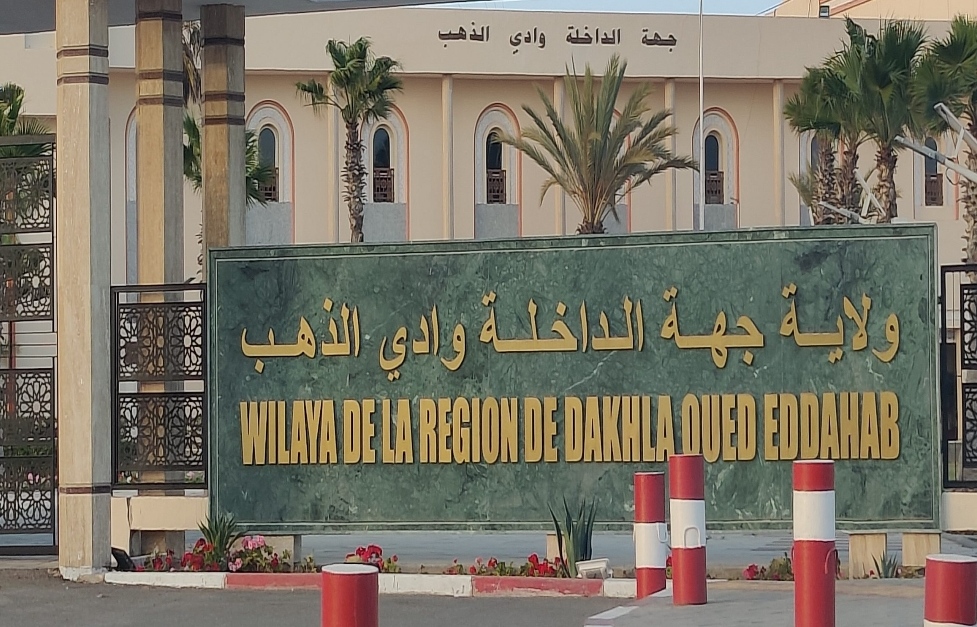 جهة الداخلة وادي الذهب
ولاية جهة الداخلة وادي الذهب
WILAYA DE LA REGION DE DAKHLA OUED EDDAHAB